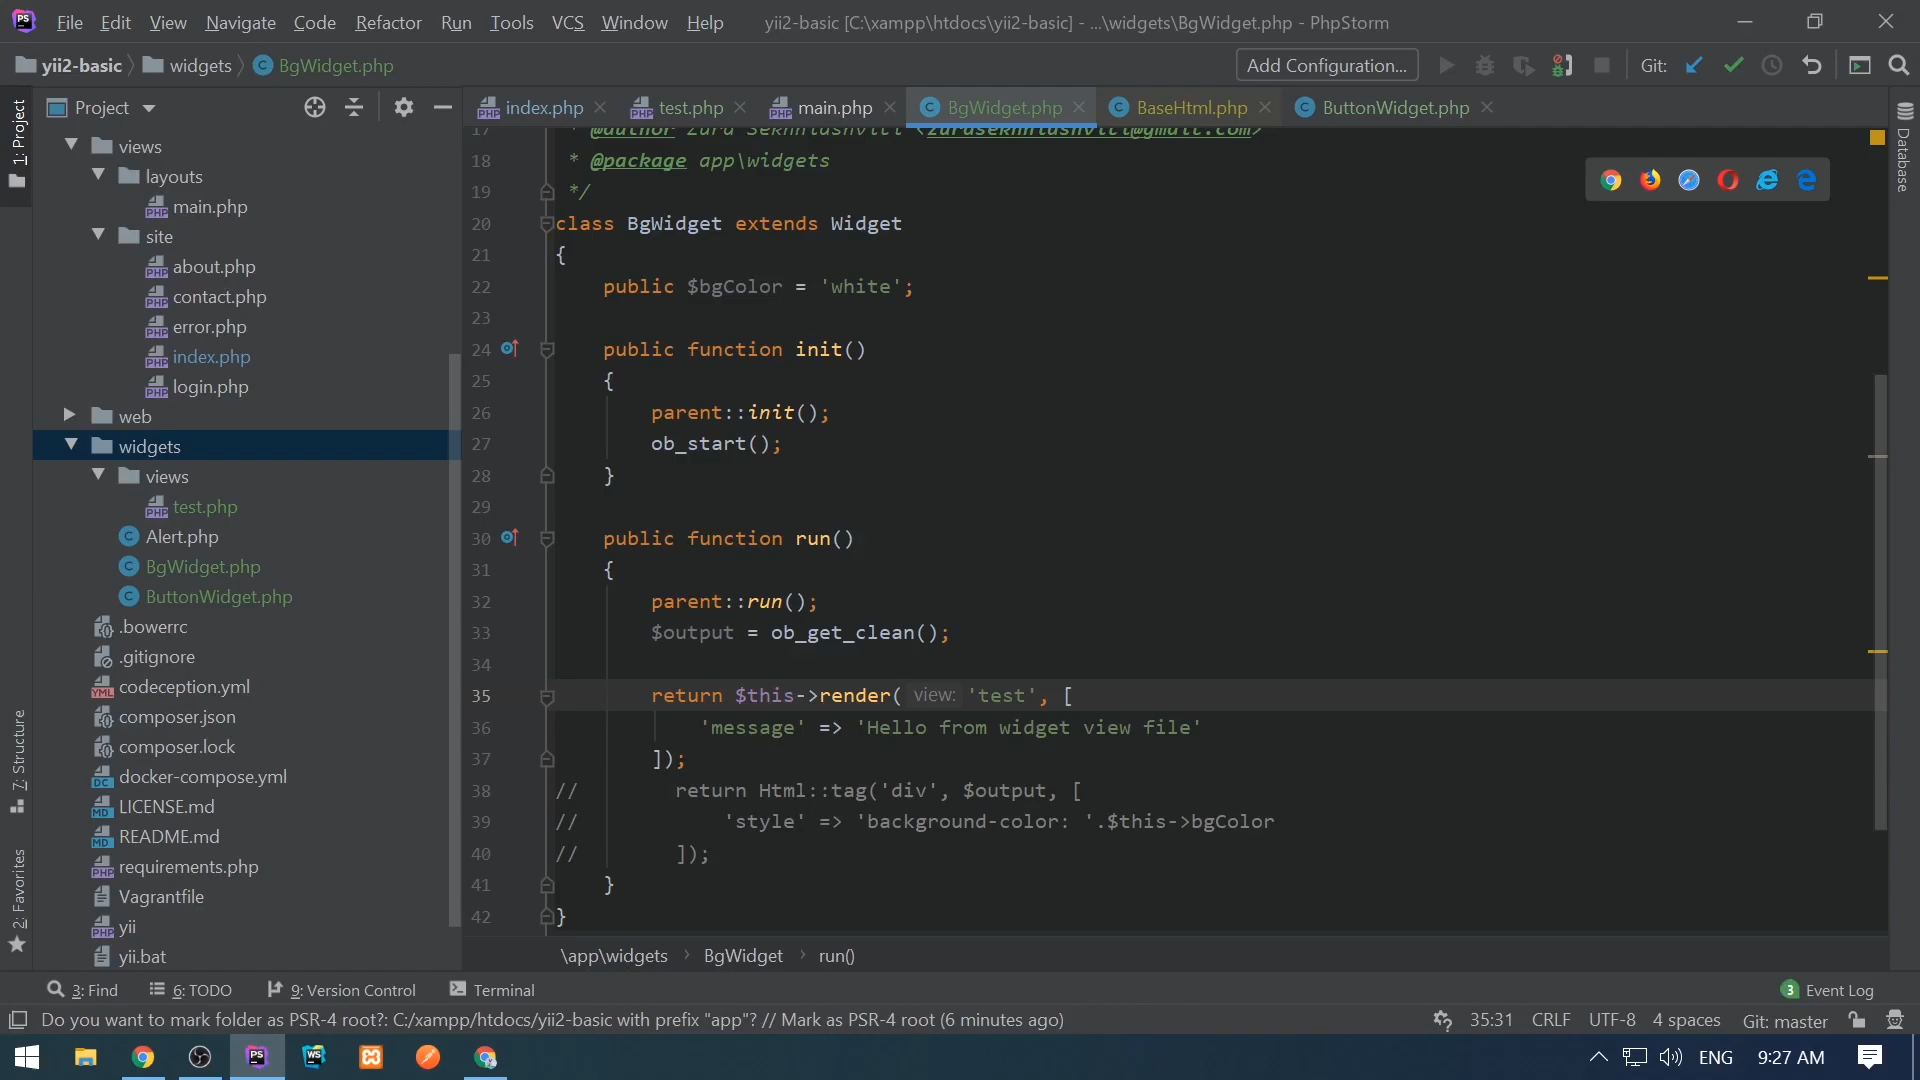 PS File Edit View Navigate Code Refactor Run Tools VCS Window Help yii2-basic [C:\xampp\htdocs\yii2-basic] - ...\widgets\BgWidget.php - PhpStorm
yii2-basic widgets BgWidget.php Add Configuration... Git:
Project
index.php test.php main.php BgWidget.php BaseHtml.php ButtonWidget.php
1: Project
7: Structure
2: Favorites
Database
views
layouts
main.php
site
about.php
contact.php
error.php
index.php
login.php
web
widgets
views
test.php
Alert.php
BgWidget.php
ButtonWidget.php
.bowerrc
.gitignore
codeception.yml
composer.json
composer.lock
docker-compose.yml
LICENSE.md
README.md
requirements.php
Vagrantfile
yii
yii.bat
17 * @author Zura
18 * @package app\widgets
19 */
20 class BgWidget extends Widget
21 {
22 public $bgColor = 'white';
23
24 public function init()
25 {
26 parent::init();
27 ob_start();
28 }
29
30 public function run()
31 {
32 parent::run();
33 $output = ob_get_clean();
34
35 return $this->render( view: 'test', [
36 'message' => 'Hello from widget view file'
37 ]);
38 // return Html::tag('div', $output, [
39 // 'style' => 'background-color: '.$this->bgColor
40 // ]);
41 }
42 }
\app\widgets › BgWidget › run()
3: Find 6: TODO 9: Version Control Terminal 3 Event Log
Do you want to mark folder as PSR-4 root?: C:/xampp/htdocs/yii2-basic with prefix "app"? // Mark as PSR-4 root (6 minutes ago) 35:31 CRLF UTF-8 4 spaces Git: master
PS WS ENG 9:27 AM